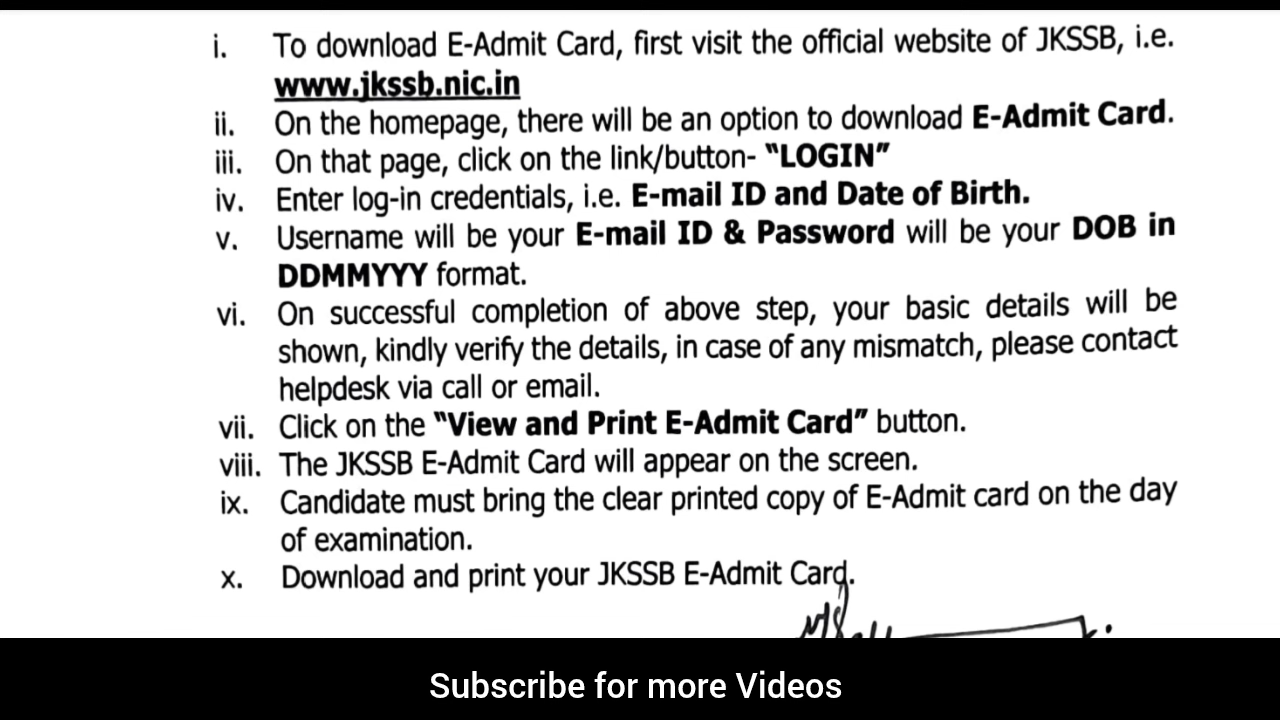 i. To download E-Admit Card, first visit the official website of JKSSB, i.e.
www.jkssb.nic.in
ii. On the homepage, there will be an option to download E-Admit Card.
iii. On that page, click on the link/button- "LOGIN"
iv. Enter log-in credentials, i.e. E-mail ID and Date of Birth.
v. Username will be your E-mail ID & Password will be your DOB in
DDMMYYY format.
vi. On successful completion of above step, your basic details will be
shown, kindly verify the details, in case of any mismatch, please contact
helpdesk via call or email.
vii. Click on the "View and Print E-Admit Card" button.
viii. The JKSSB E-Admit Card will appear on the screen.
ix. Candidate must bring the clear printed copy of E-Admit card on the day
of examination.
x. Download and print your JKSSB E-Admit Card.
Subscribe for more Videos